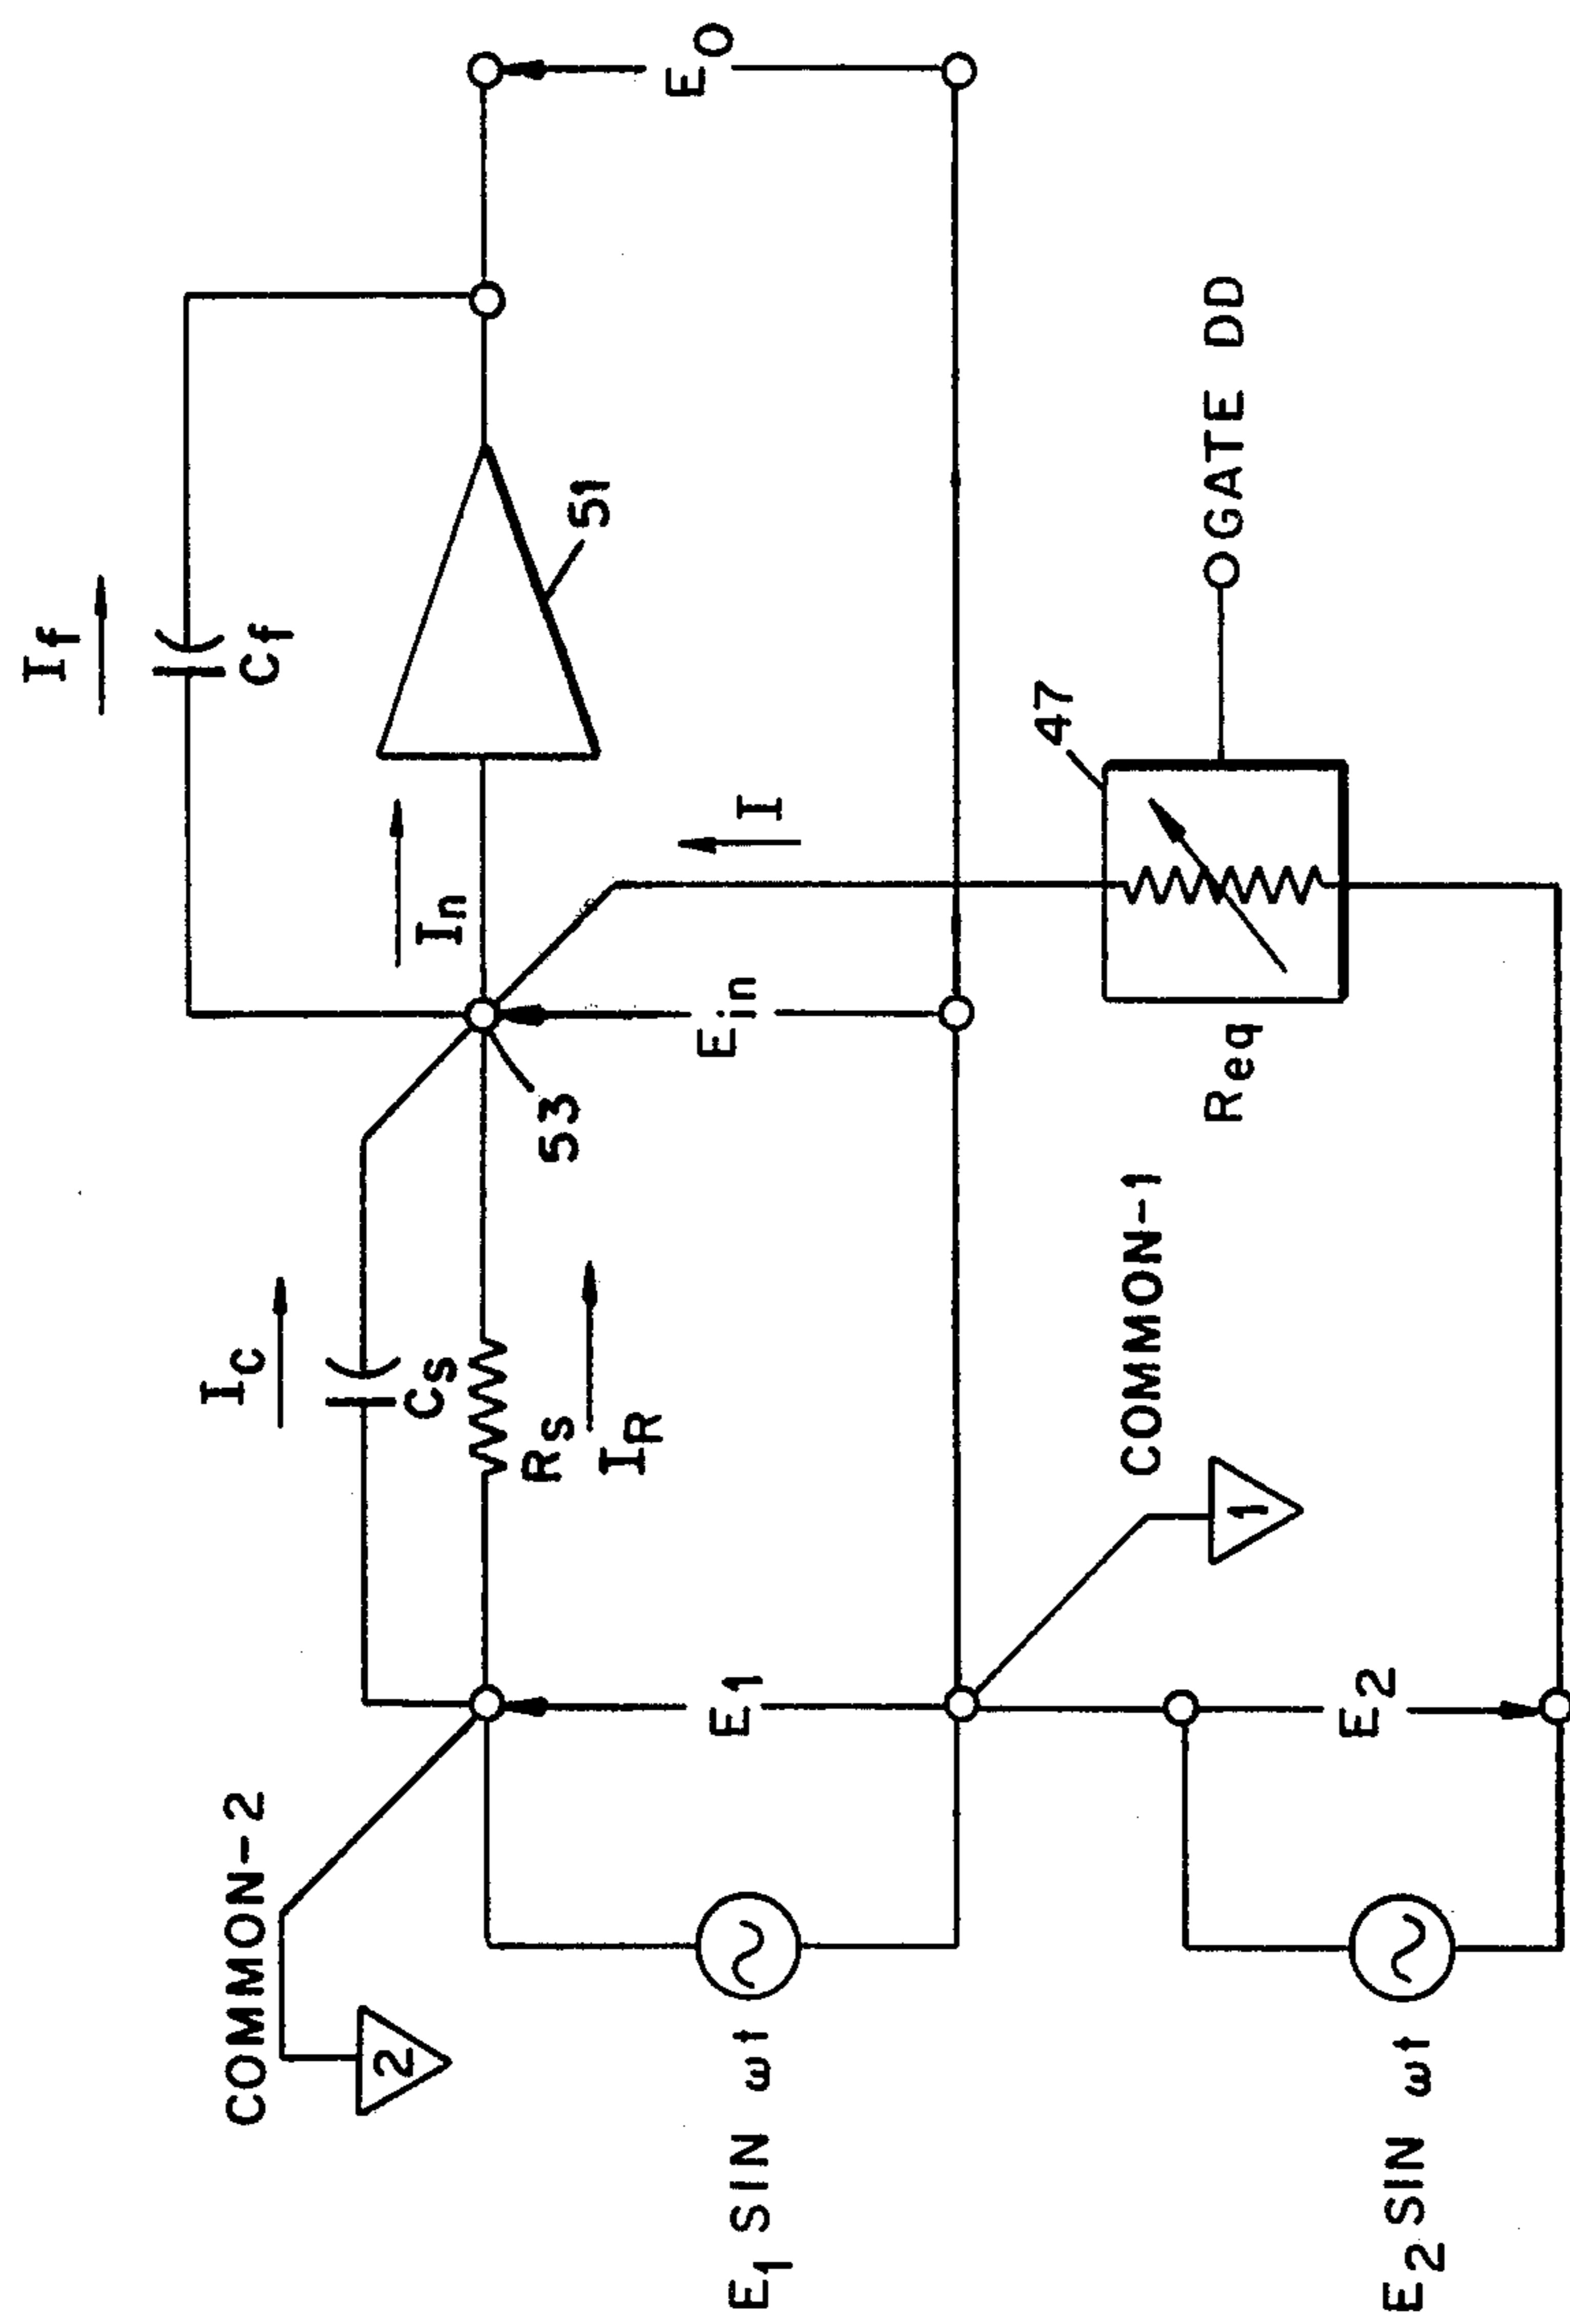 If
Cf
COMMON-2
2
IC
Cs
Rs
IR
53
In
51
E1 SIN ωt
E1
Ein
EO
COMMON-1
1
47
Req
GATE DD
E2 SIN ωt
E2
I